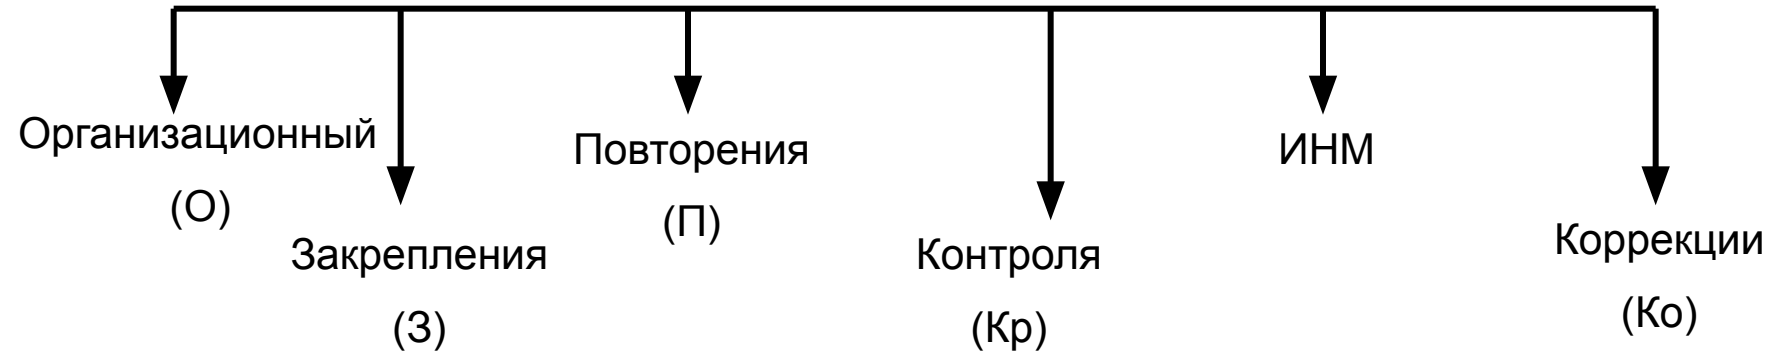 Организационный
(О)
Закрепления
(З)
Повторения
(П)
Контроля
(Кр)
ИНМ
Коррекции
(Ко)